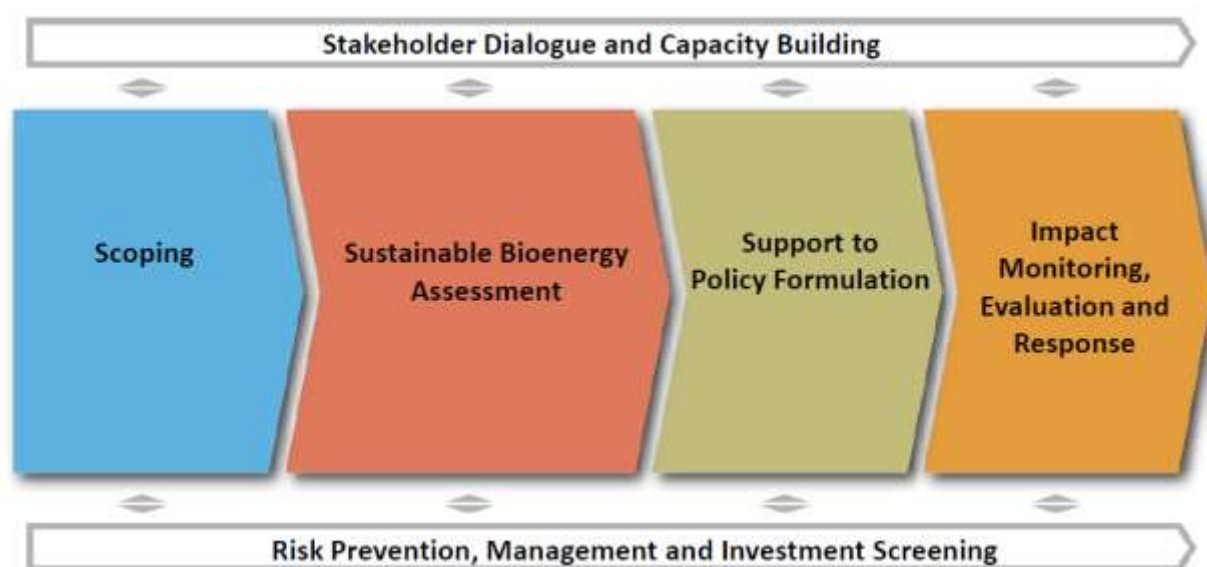 Stakeholder Dialogue and Capacity Building
Scoping
Sustainable Bioenergy
Assessment
Support to
Policy Formulation
Impact
Monitoring,
Evaluation and
Response
Risk Prevention, Management and Investment Screening